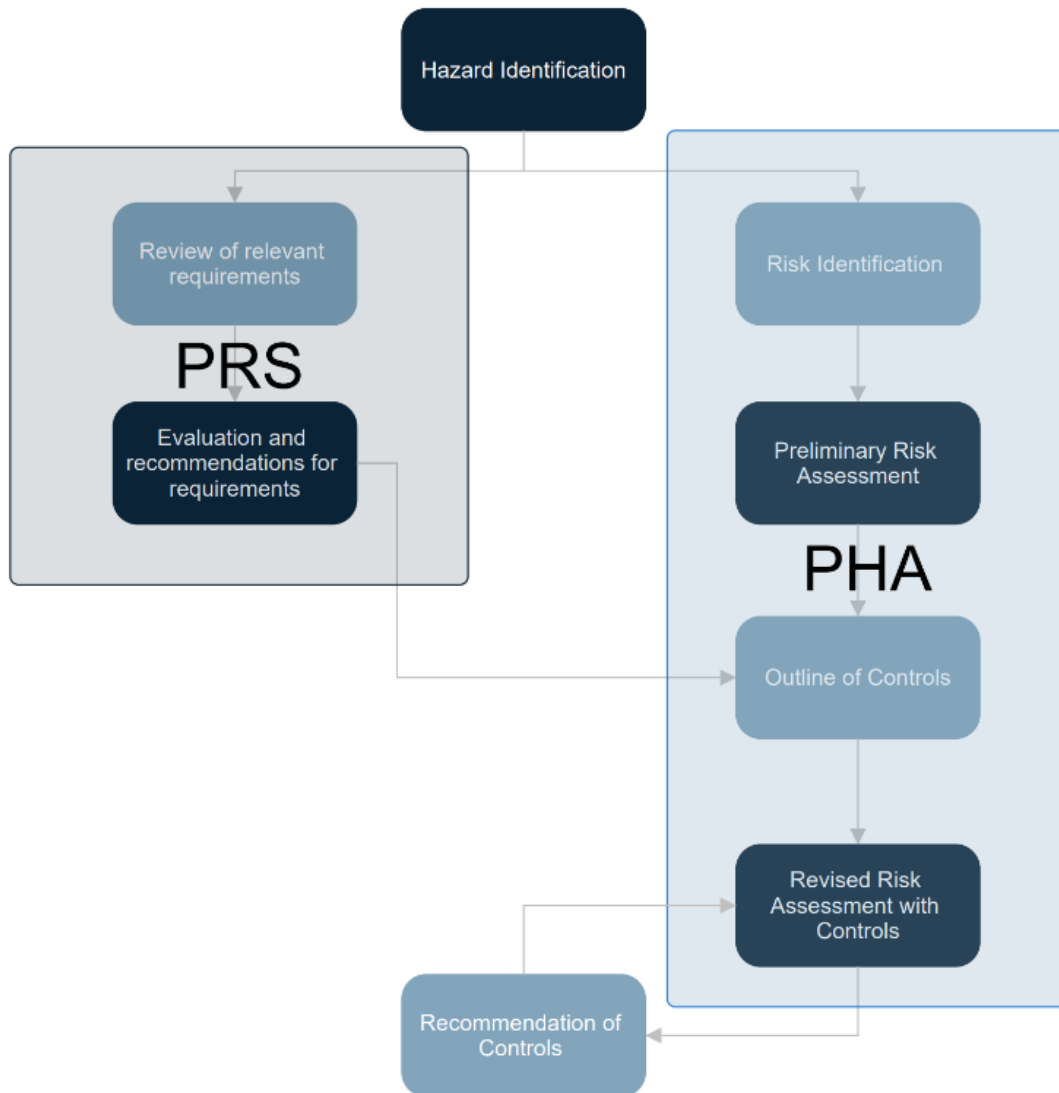 Hazard Identification
Review of relevant
requirements
PRS
Evaluation and
recommendations for
requirements
Risk Identification
Preliminary Risk
Assessment
PHA
Outline of Controls
Revised Risk
Assessment with
Controls
Recommendation of
Controls